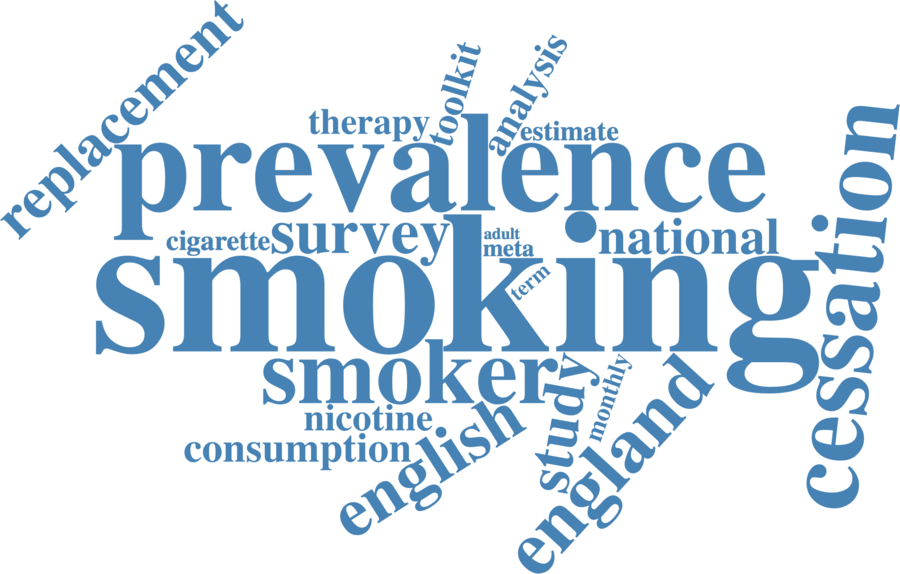 replacement
toolkit
analysis
therapy
estimate
prevalence
cessation
cigarette
survey
adult
meta
national
term
smoking
smoker
study
monthly
nicotine
english
england
consumption